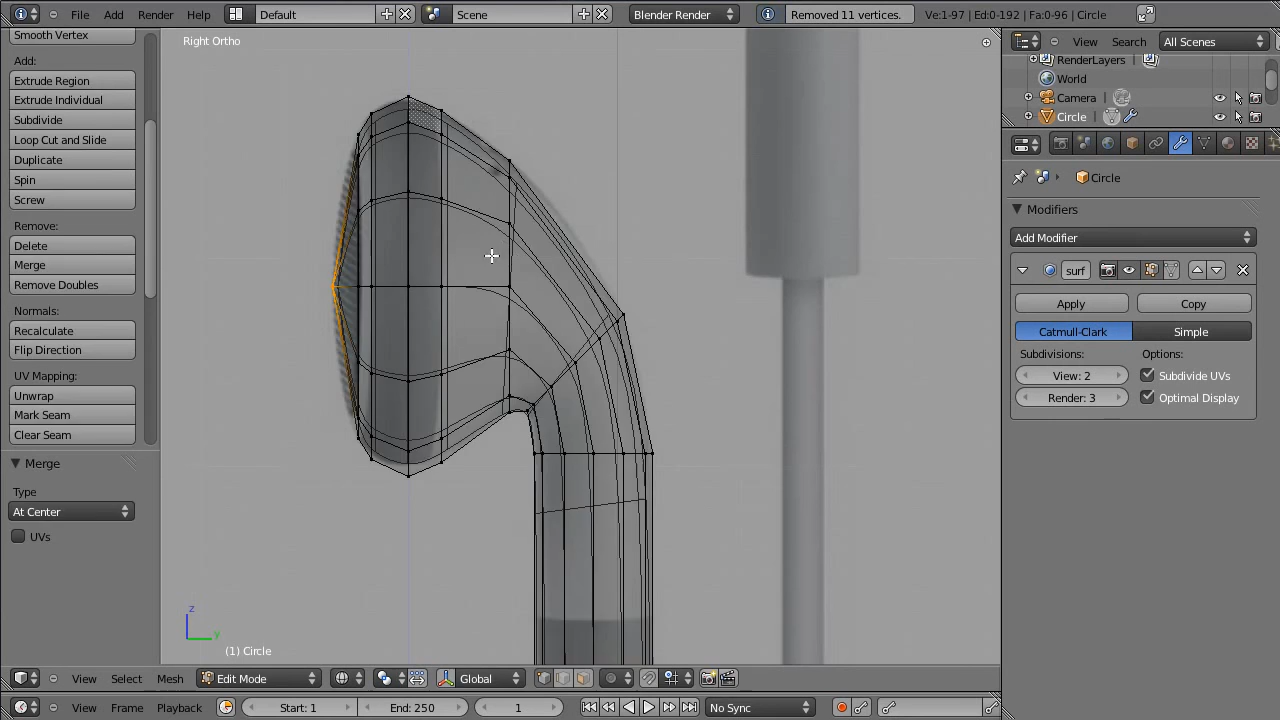 File Add Render Help Default Scene Blender Render Removed 11 vertices. Ve:1-97 | Ed:0-192 | Fa:0-96 | Circle
Smooth Vertex
Add:
Extrude Region
Extrude Individual
Subdivide
Loop Cut and Slide
Duplicate
Spin
Screw
Remove:
Delete
Merge
Remove Doubles
Normals:
Recalculate
Flip Direction
UV Mapping:
Unwrap
Mark Seam
Clear Seam
Merge
Type
At Center
UVs
Right Ortho
z
y
(1) Circle
View Search All Scenes
RenderLayers
World
Camera
Circle
Circle
Modifiers
Add Modifier
surf
Apply Copy
Catmull-Clark Simple
Subdivisions: Options:
View: 2 Subdivide UVs
Render: 3 Optimal Display
View Select Mesh Edit Mode Global
View Frame Playback Start: 1 End: 250 1 No Sync